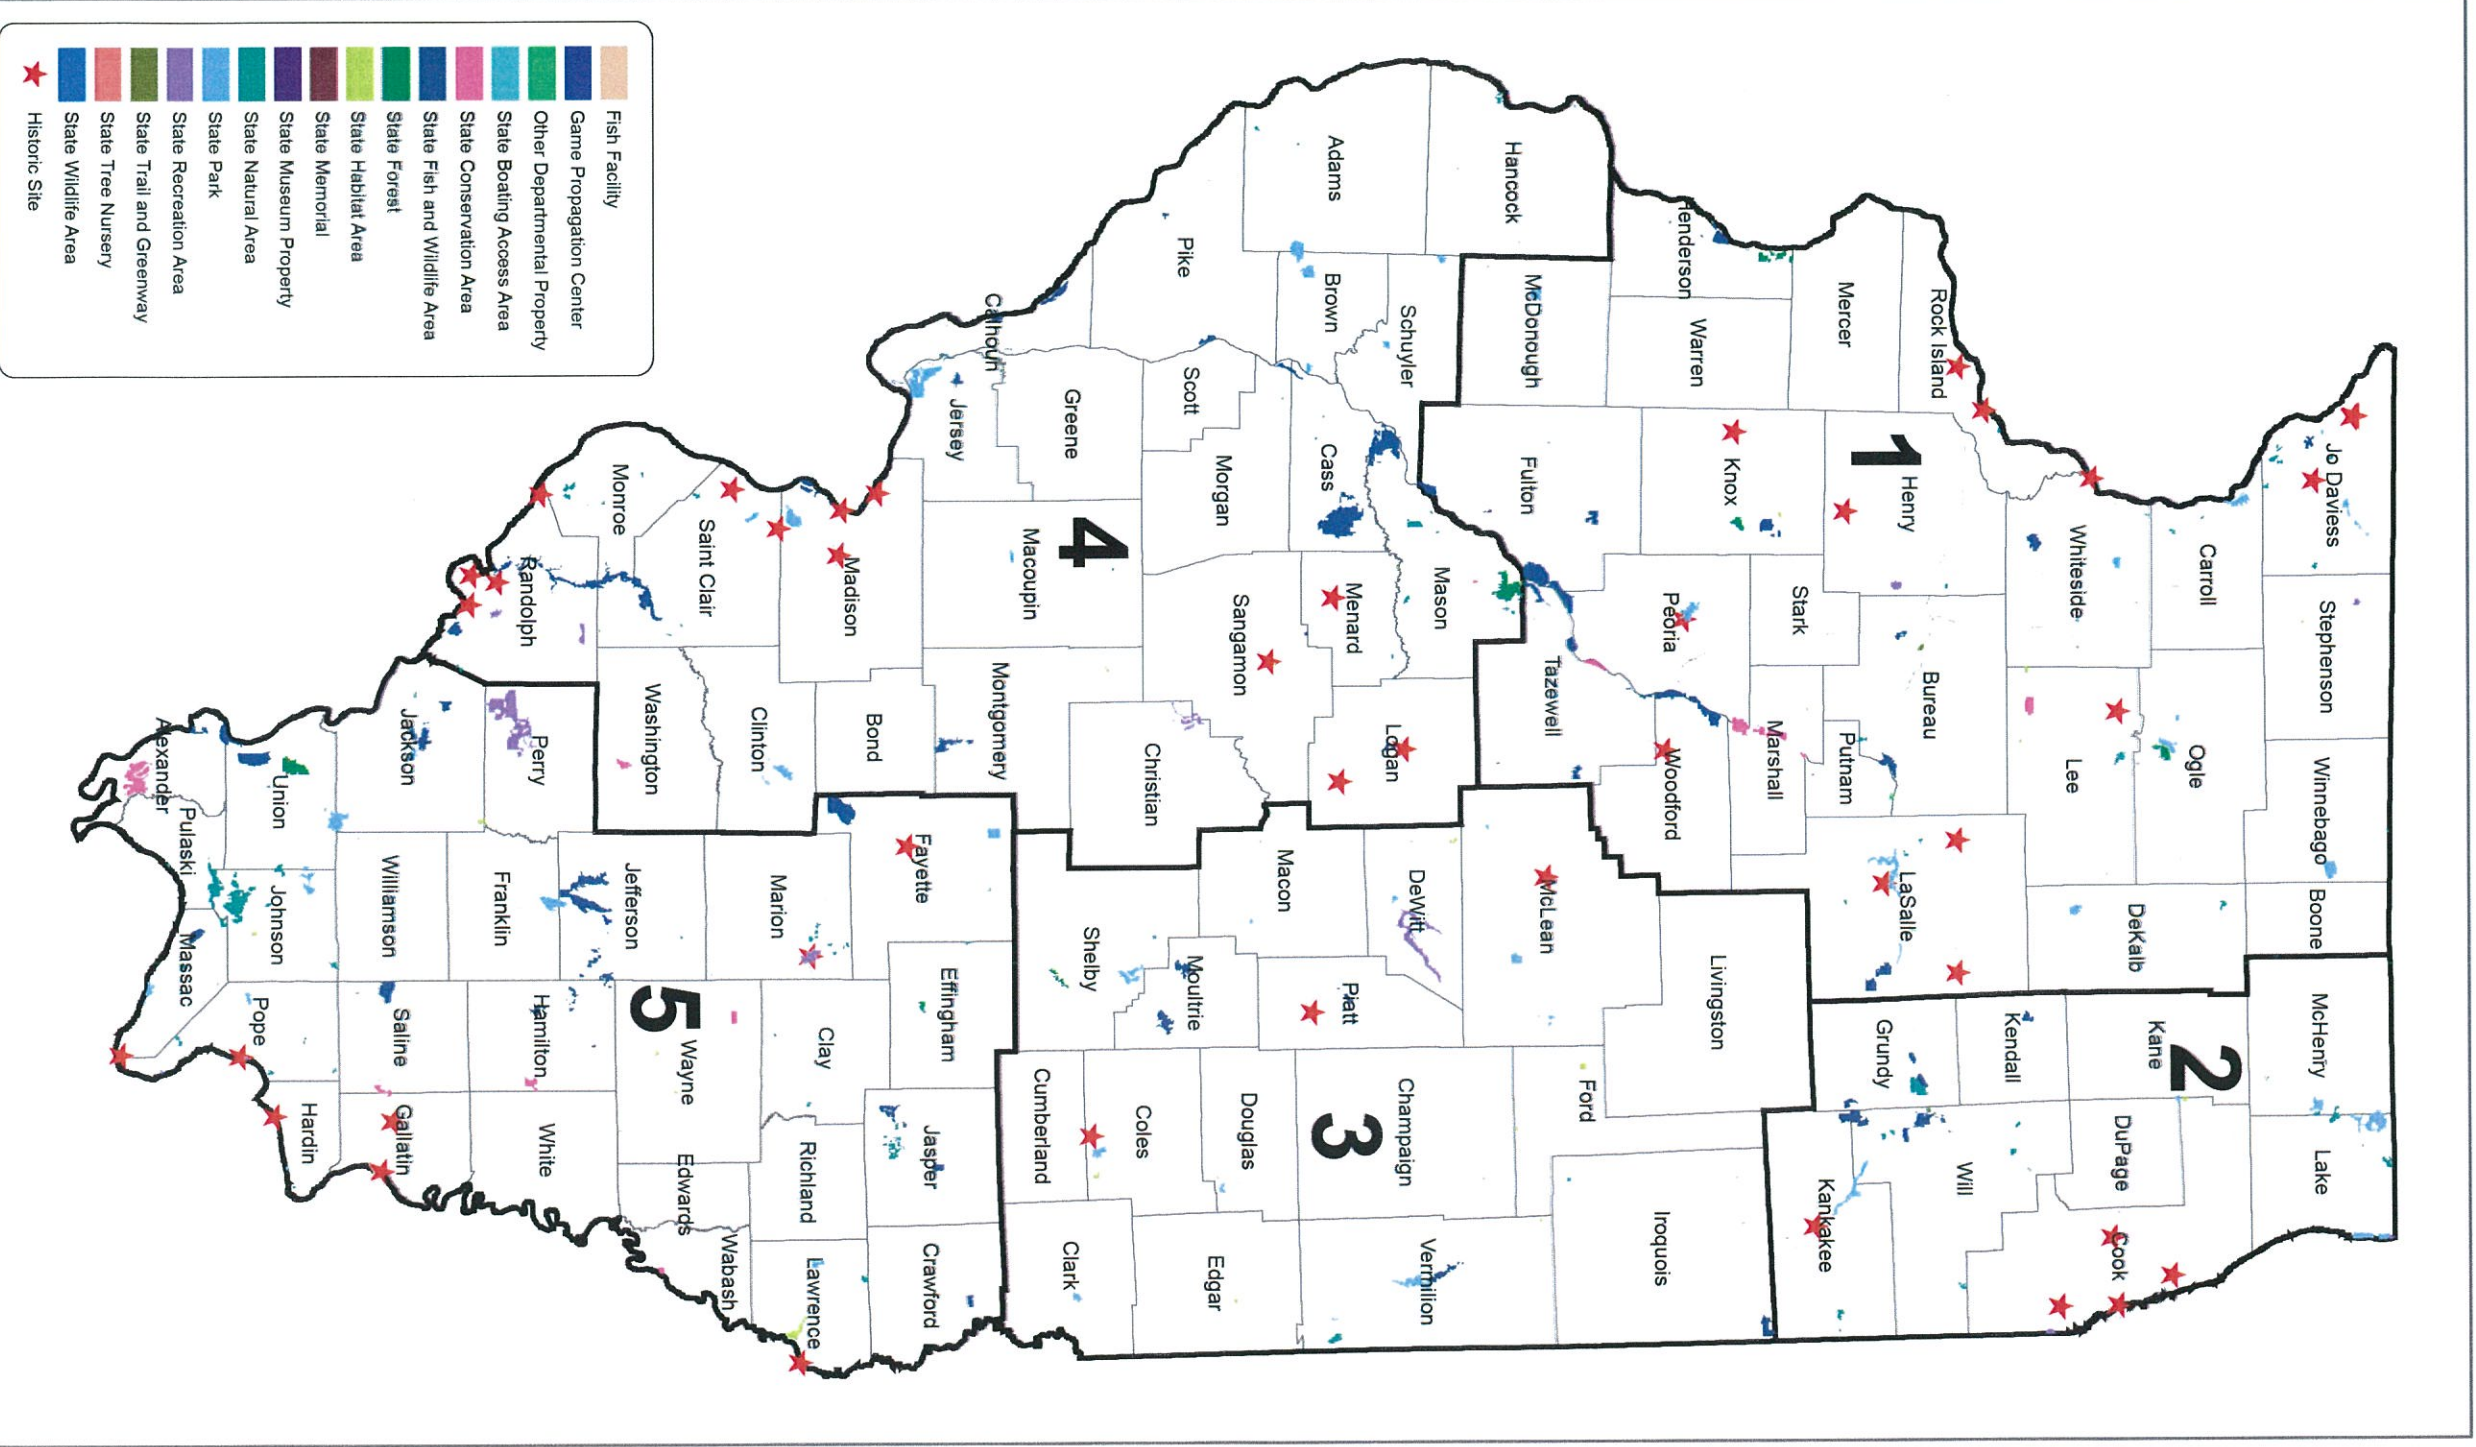 Jo Daviess
Stephenson
Winnebago
Boone
McHenry
Lake
Carroll
Ogle
DeKalb
Kane
2
Cook
DuPage
Whiteside
Lee
Kendall
Will
Rock Island
Henry
1
Bureau
LaSalle
Grundy
Mercer
Putnam
Kankakee
Stark
Marshall
Livingston
Henderson
Warren
Knox
Peoria
Woodford
Iroquois
McDonough
Fulton
Tazewell
McLean
Ford
Hancock
Schuyler
Mason
Logan
DeWitt
Champaign
Vermilion
Adams
Brown
Cass
Menard
Piatt
3
Macon
Pike
Scott
Morgan
Sangamon
Christian
Moultrie
Douglas
Edgar
Coles
Shelby
Greene
4
Macoupin
Montgomery
Cumberland
Clark
Calhoun
Jersey
Fayette
Effingham
Jasper
Crawford
Madison
Bond
Clay
Richland
Lawrence
Clinton
Marion
Saint Clair
Washington
Jefferson
5
Wayne
Edwards
Wabash
Monroe
Randolph
Perry
Franklin
Hamilton
White
Jackson
Williamson
Saline
Gallatin
Union
Johnson
Pope
Hardin
Alexander
Pulaski
Massac
Fish Facility
Game Propagation Center
Other Departmental Property
State Boating Access Area
State Conservation Area
State Fish and Wildlife Area
State Forest
State Habitat Area
State Memorial
State Museum Property
State Natural Area
State Park
State Recreation Area
State Trail and Greenway
State Tree Nursery
State Wildlife Area
Historic Site